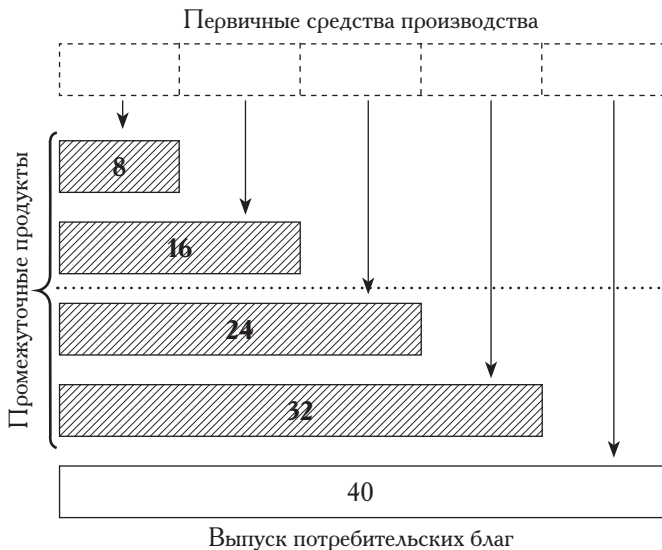 Первичные средства производства
Промежуточные продукты
8
16
24
32
40
Выпуск потребительских благ